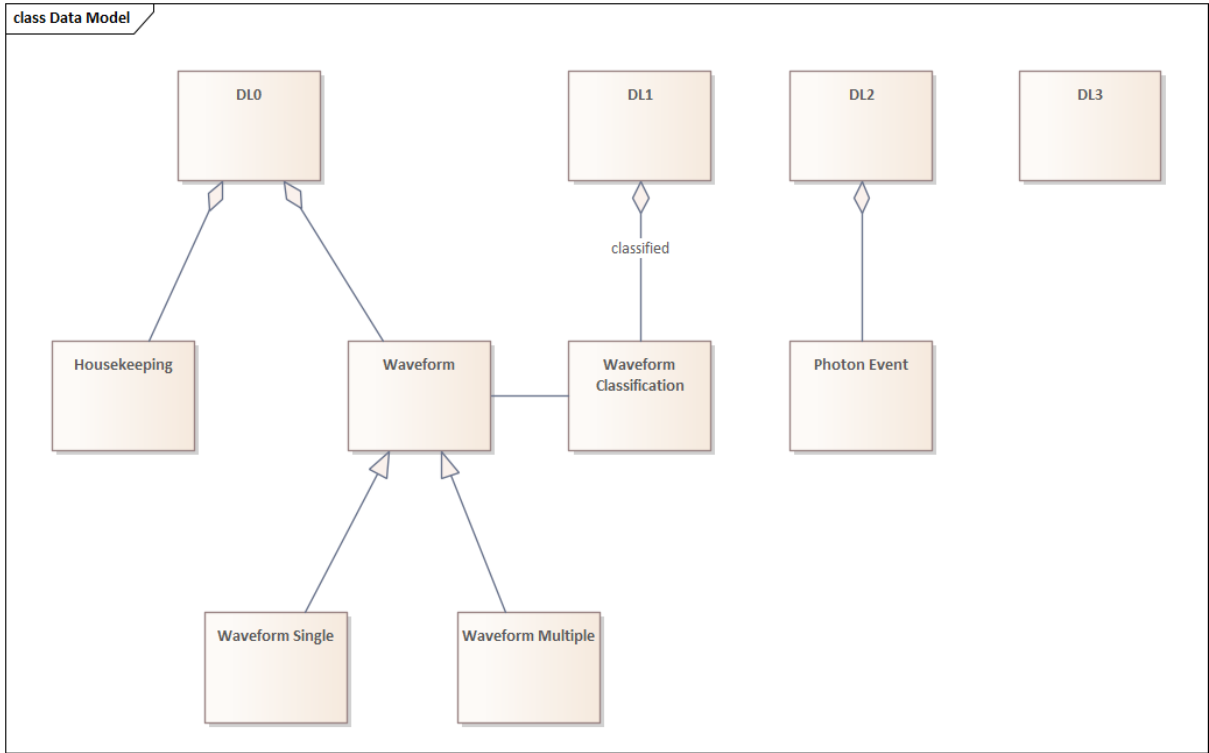 class Data Model
DL0
DL1
DL2
DL3
classified
Housekeeping
Waveform
Waveform
Classification
Photon Event
Waveform Single
Waveform Multiple